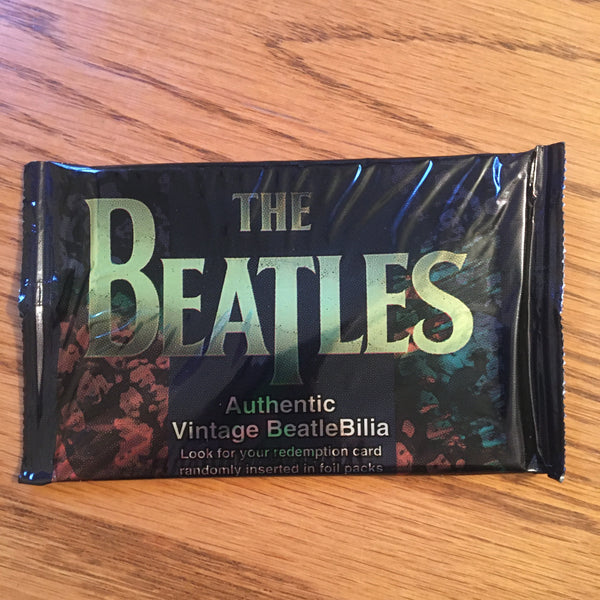 THE
BEATLES
Authentic
Vintage BeatleBilia
Look for your redemption card
randomly inserted in foil packs